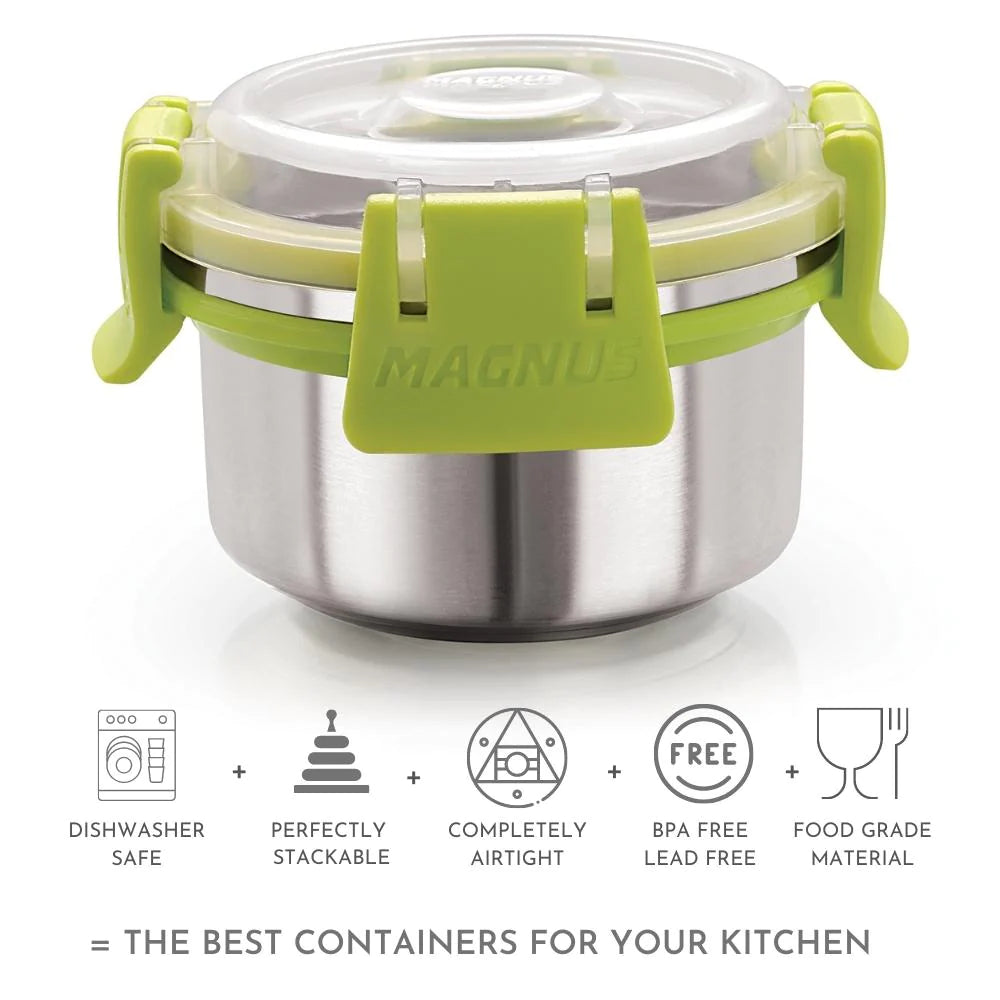 MAGNUS
MAGNUS
DISHWASHER
SAFE
+
PERFECTLY
STACKABLE
+
COMPLETELY
AIRTIGHT
+
FREE
BPA FREE
LEAD FREE
+
FOOD GRADE
MATERIAL
= THE BEST CONTAINERS FOR YOUR KITCHEN